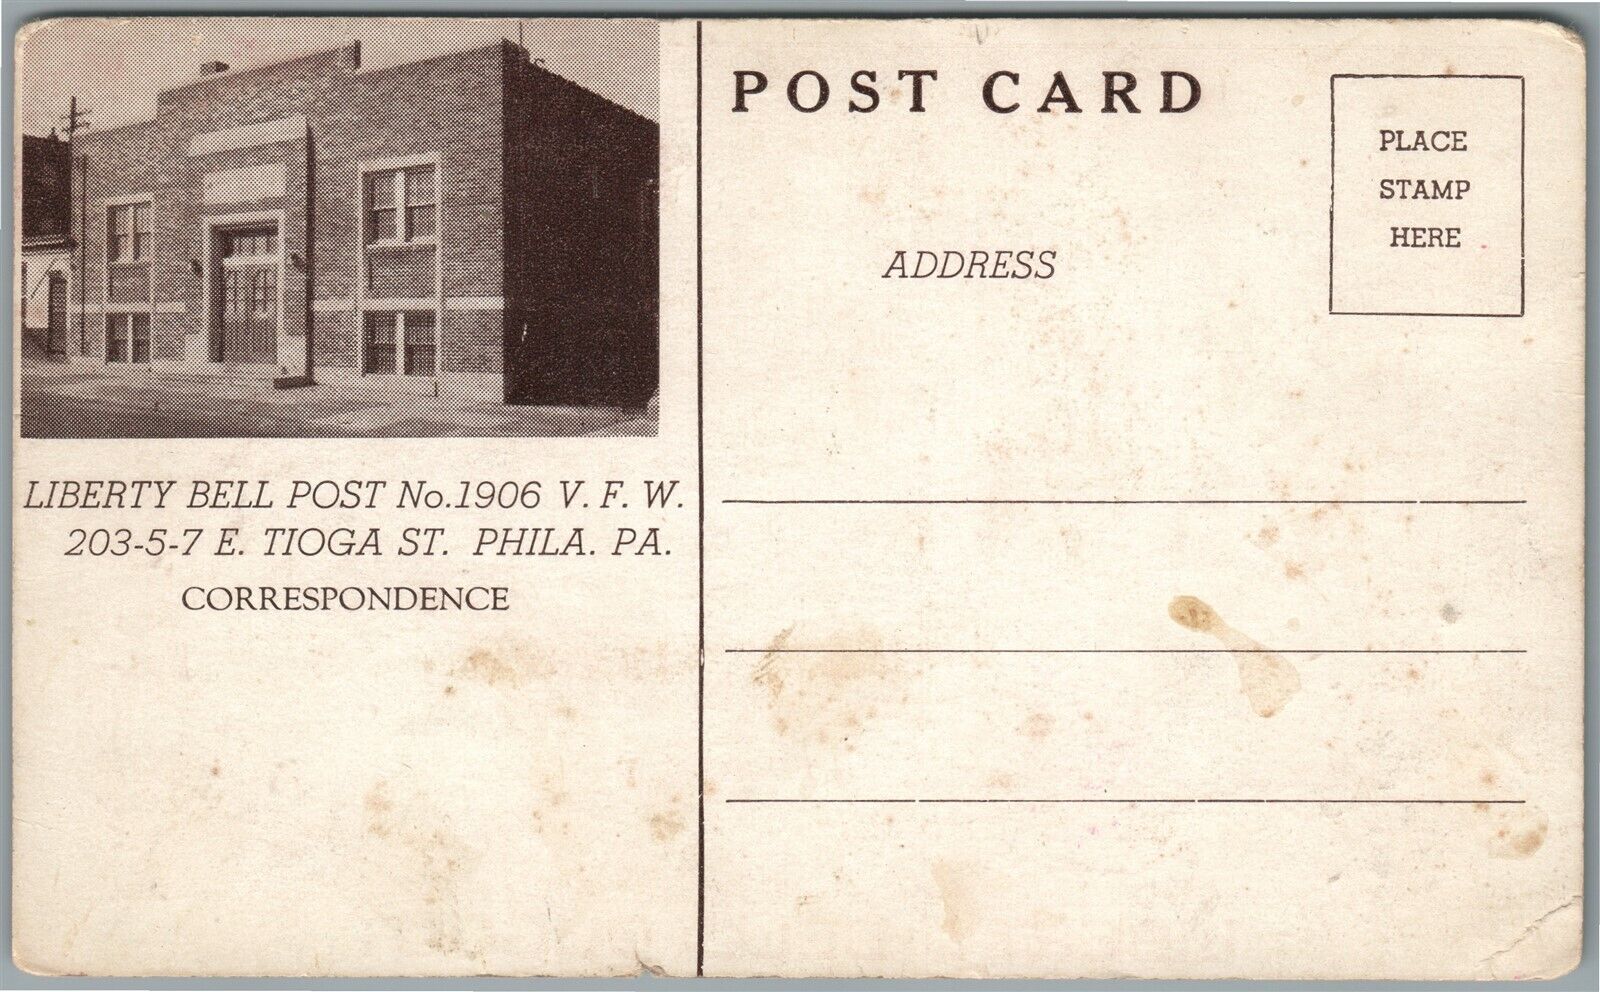 LIBERTY BELL POST No.1906 V. F. W.
203-5-7 E. TIOGA ST. PHILA. PA.
CORRESPONDENCE
POST CARD
PLACE
STAMP
HERE
ADDRESS